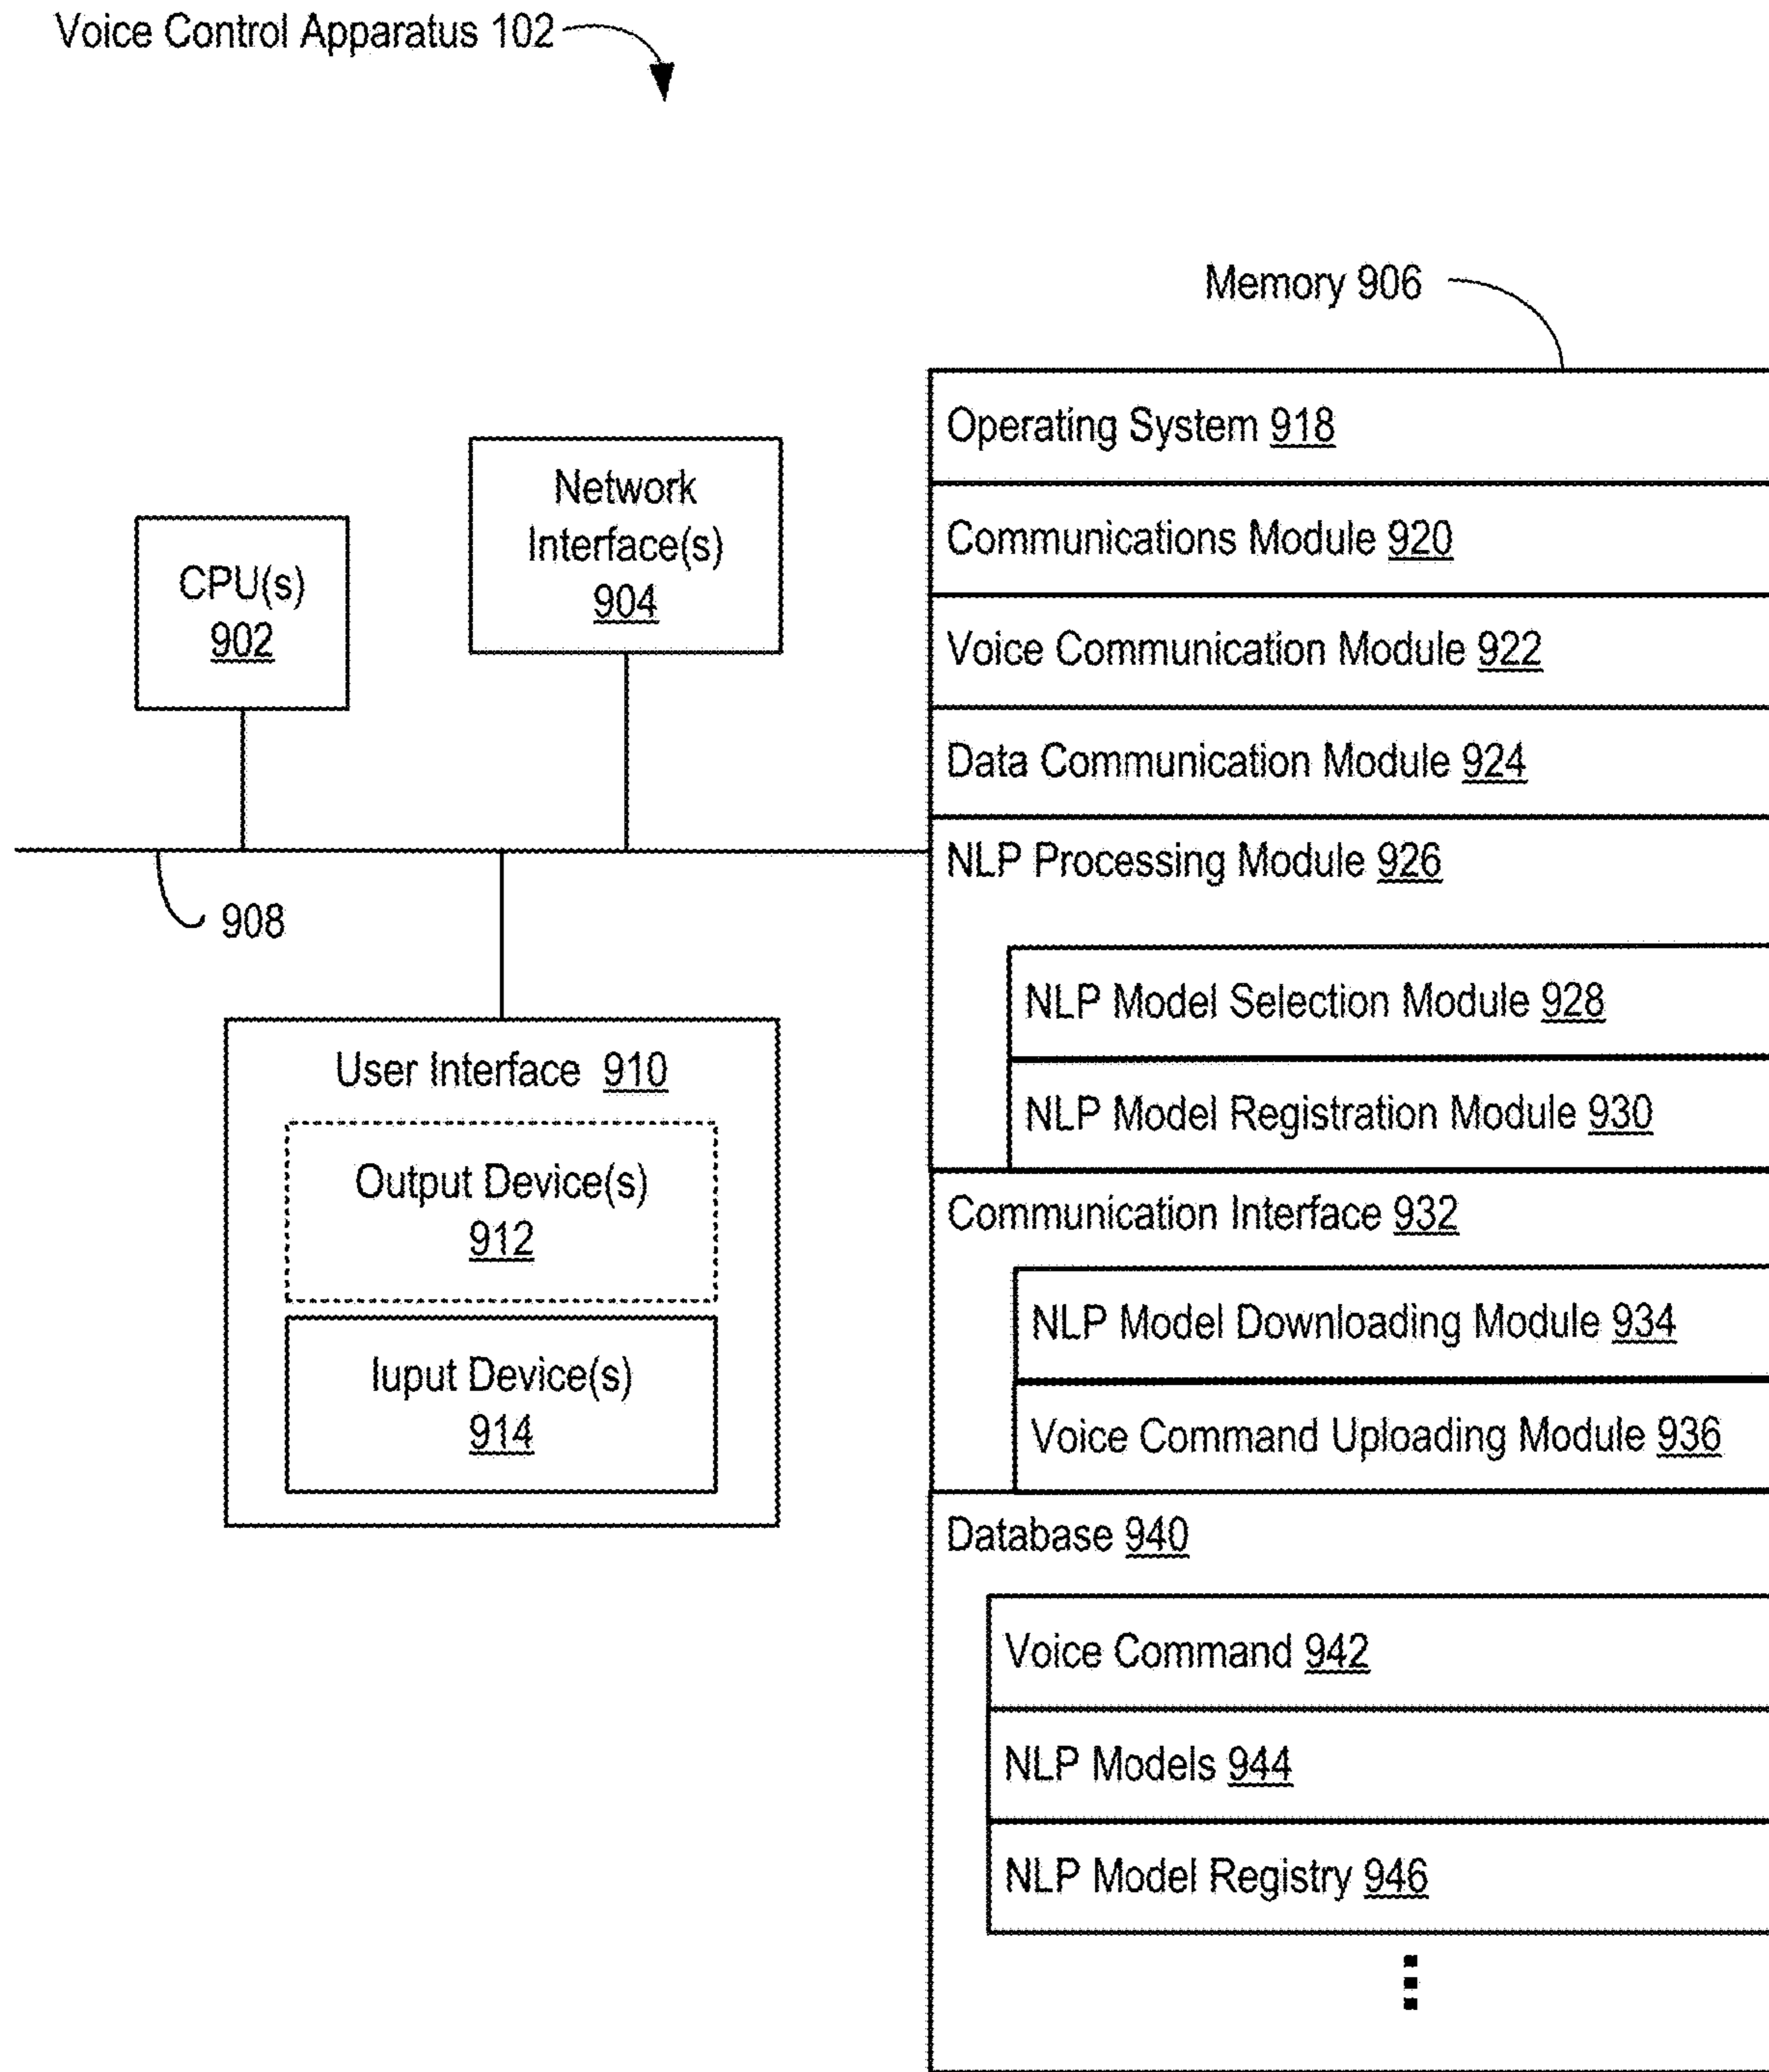 Voice Control Apparatus 102
Memory 906
CPU(s)
902
Network
Interface(s)
904
908
User Interface 910
Output Device(s)
912
Iuput Device(s)
914
Operating System 918
Communications Module 920
Voice Communication Module 922
Data Communication Module 924
NLP Processing Module 926
NLP Model Selection Module 928
NLP Model Registration Module 930
Communication Interface 932
NLP Model Downloading Module 934
Voice Command Uploading Module 936
Database 940
Voice Command 942
NLP Models 944
NLP Model Registry 946